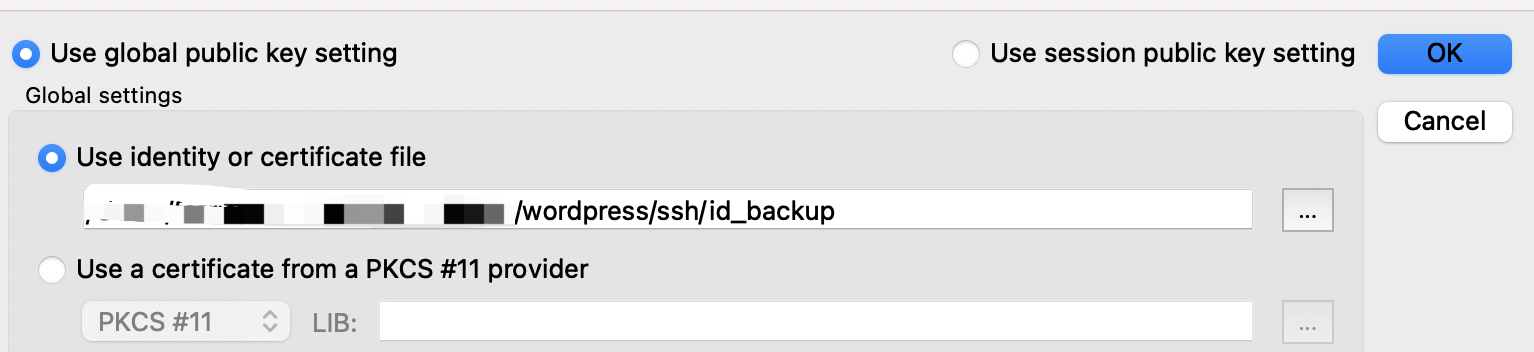 Use global public key setting
Use session public key setting
OK
Global settings
Cancel
Use identity or certificate file
/wordpress/ssh/id_backup
...
Use a certificate from a PKCS #11 provider
PKCS #11
LIB:
...